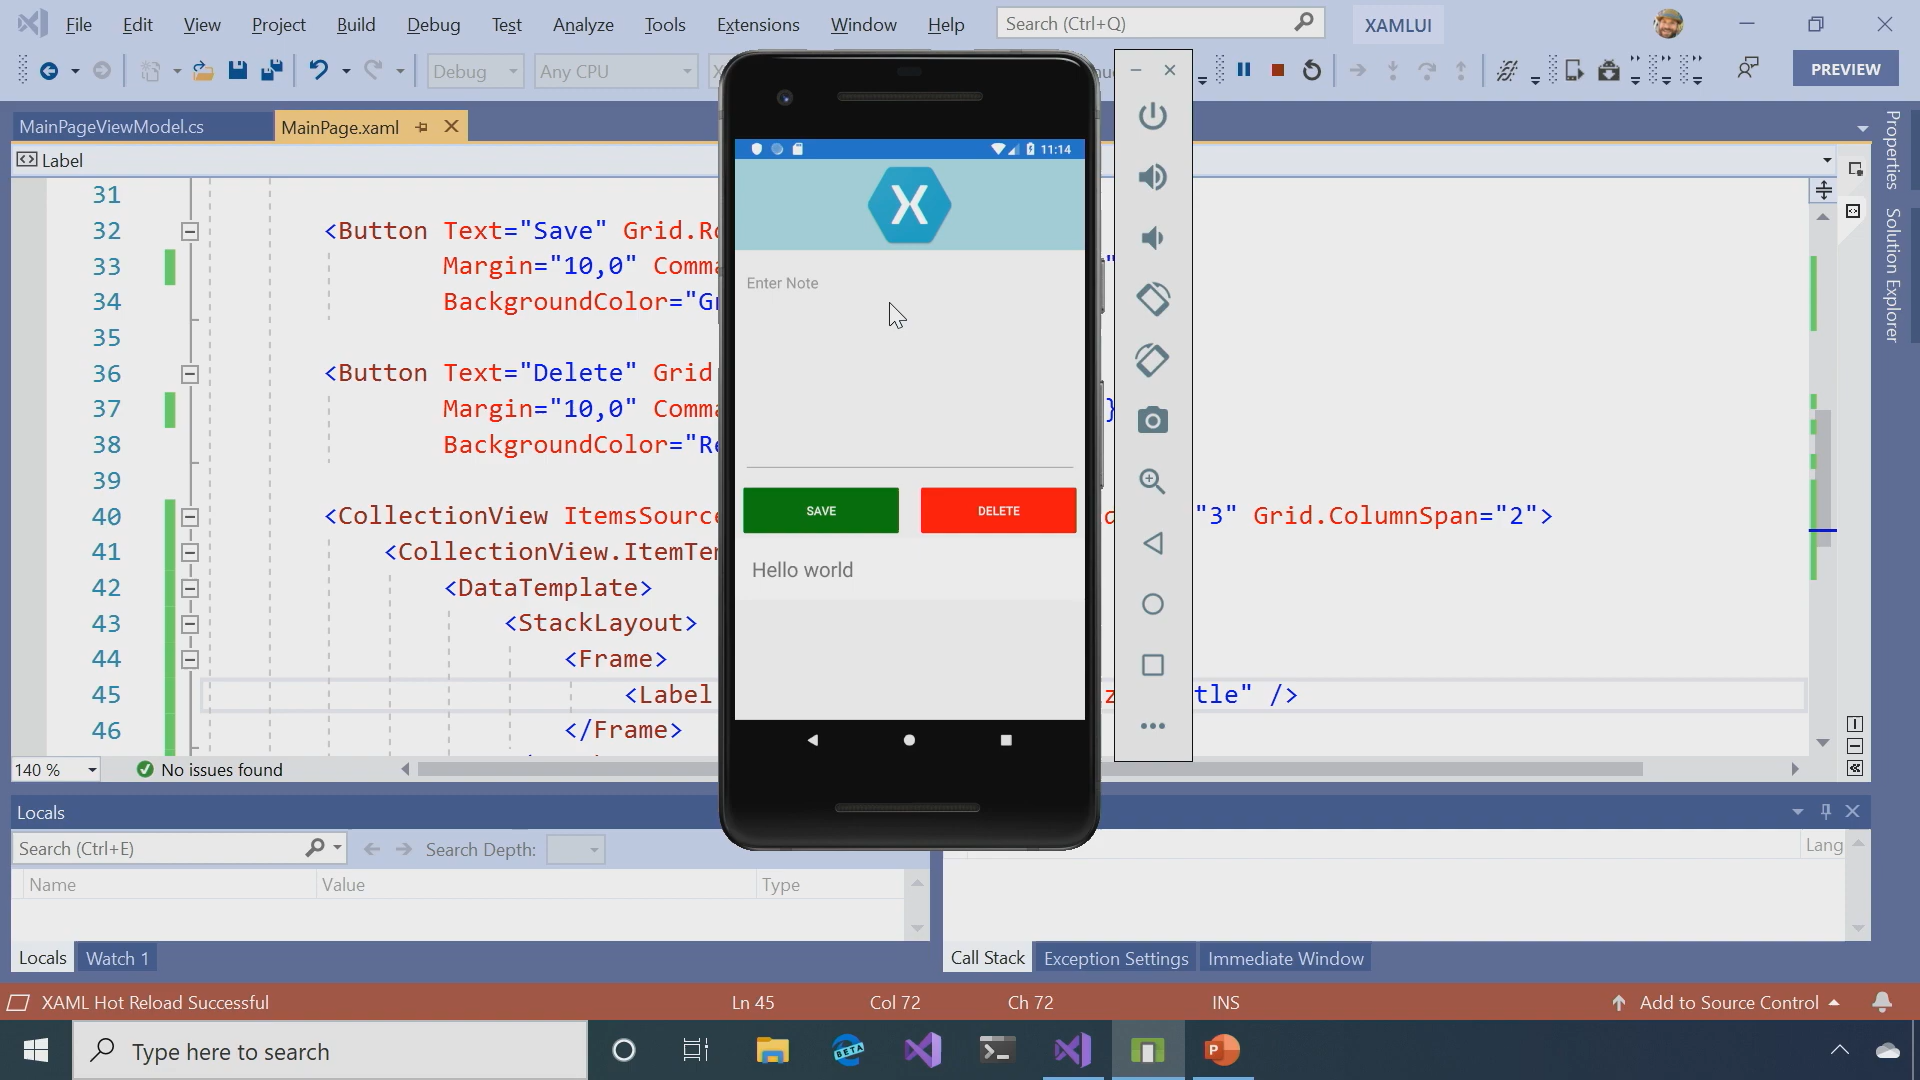 File Edit View Project Build Debug Test Analyze Tools Extensions Window Help Search (Ctrl+Q) XAMLUI
Debug Any CPU PREVIEW
MainPageViewModel.cs MainPage.xaml
Label
31
32 <Button Text="Save" Grid.Ro
33 Margin="10,0" Comma "
34 BackgroundColor="Gr
35
36 <Button Text="Delete" Grid
37 Margin="10,0" Comma }
38 BackgroundColor="Re
39
40 <CollectionView ItemsSource "3" Grid.ColumnSpan="2">
41 <CollectionView.ItemTem
42 <DataTemplate>
43 <StackLayout>
44 <Frame>
45 <Label z tle" />
46 </Frame>
140 % No issues found
11:14
X
Enter Note
SAVE DELETE
Hello world
Properties
Solution Explorer
Locals
Search (Ctrl+E) Search Depth:
Name Value Type
Lang
Locals Watch 1
Call Stack Exception Settings Immediate Window
XAML Hot Reload Successful Ln 45 Col 72 Ch 72 INS Add to Source Control
Type here to search
BETA
P